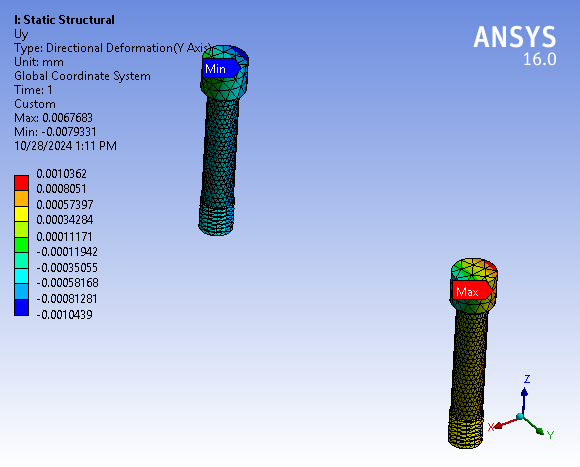 I: Static Structural
Uy
Type: Directional Deformation(Y Axis)
Unit: mm
Global Coordinate System
Time: 1
Custom
Max: 0.0067683
Min: -0.0079331
10/28/2024 1:11 PM
0.0010362
0.0008051
0.00057397
0.00034284
0.00011171
-0.00011942
-0.00035055
-0.00058168
-0.00081281
-0.0010439
ANSYS
16.0
Min
Max
Z
X
Y